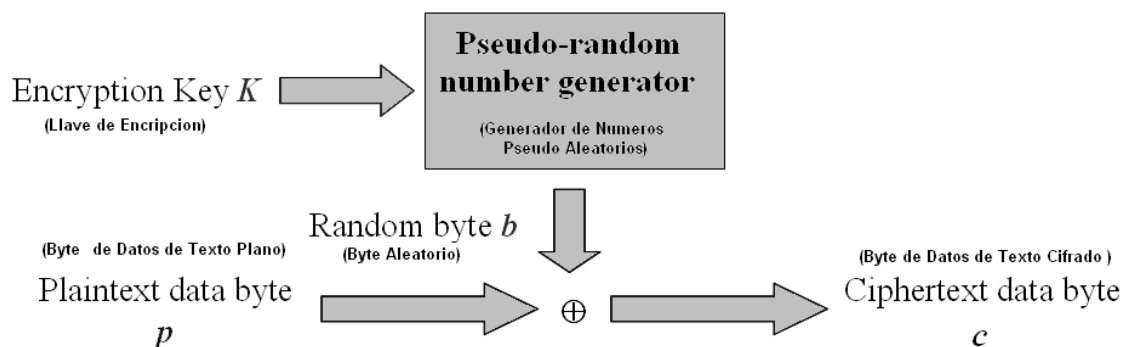 Pseudo-random
number generator
(Generador de Numeros
Pseudo Aleatorios)
Encryption Key K
(Llave de Encripcion)
Random byte b
(Byte Aleatorio)
(Byte de Datos de Texto Plano)
Plaintext data byte
p
⊕
(Byte de Datos de Texto Cifrado )
Ciphertext data byte
c